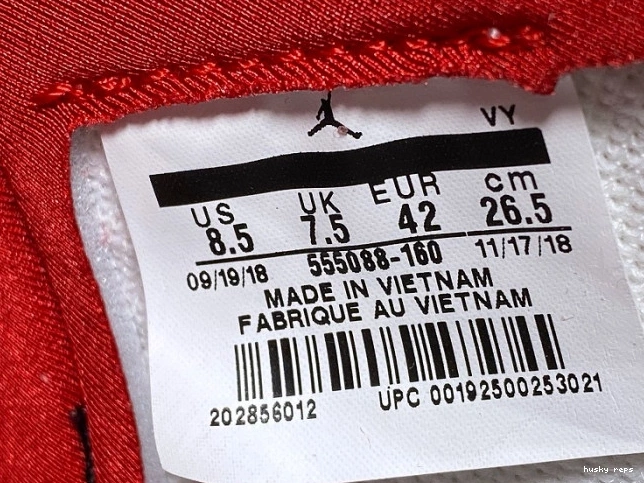 VY
US UK EUR cm
8.5 7.5 42 26.5
09/19/18 555088-160 11/17/18
MADE IN VIETNAM
FABRIQUE AU VIETNAM
202856012 UPC 00192500253021
husky-reps